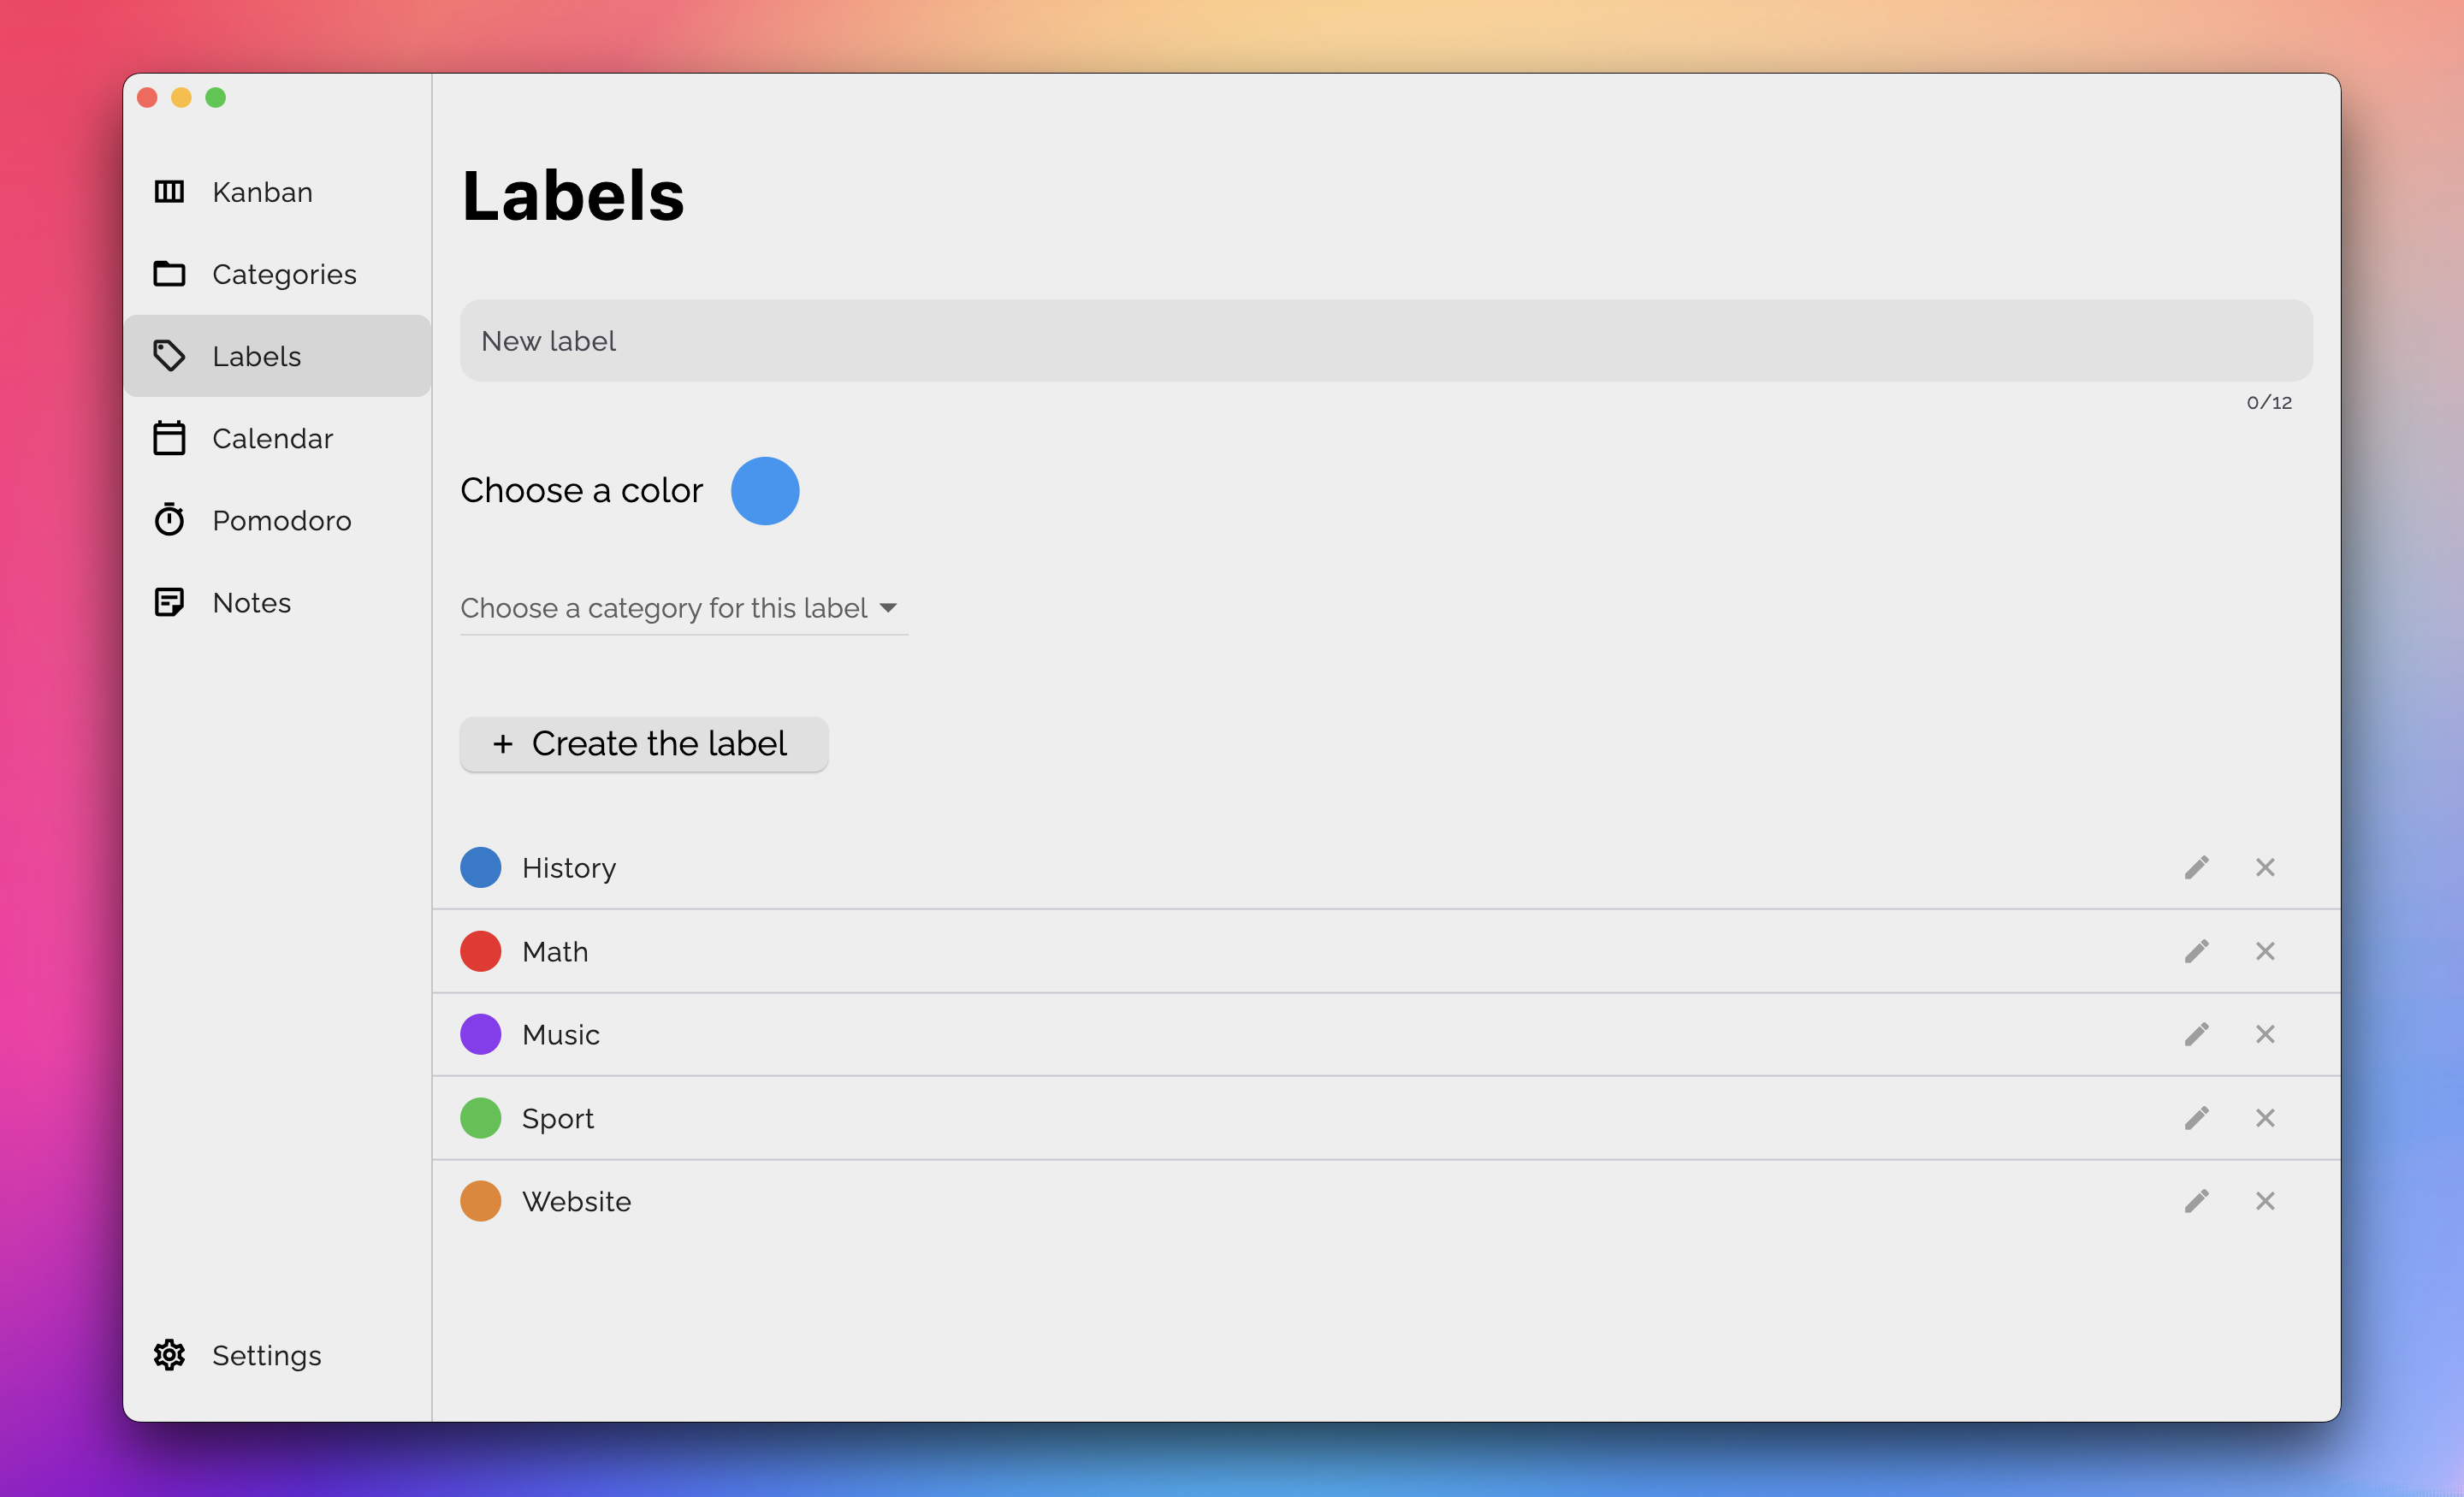 Kanban
Categories
Labels
Calendar
Pomodoro
Notes
Settings
Labels
New label
0/12
Choose a color
Choose a category for this label
+ Create the label
History
Math
Music
Sport
Website